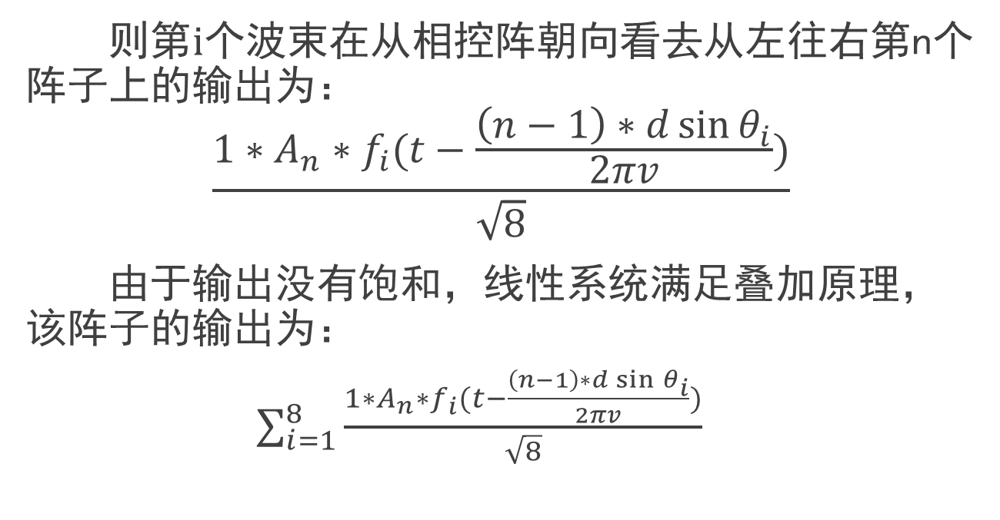 则第i个波束在从相控阵朝向看去从左往右第n个
阵子上的输出为：
\frac{1*A_n*f_i(t-\frac{(n-1)*d\sin\theta_i}{2\pi v})}{\sqrt{8}}
由于输出没有饱和，线性系统满足叠加原理，
该阵子的输出为：
\sum_{i=1}^{8}\frac{1*A_n*f_i(t-\frac{(n-1)*d\sin\theta_i}{2\pi v})}{\sqrt{8}}